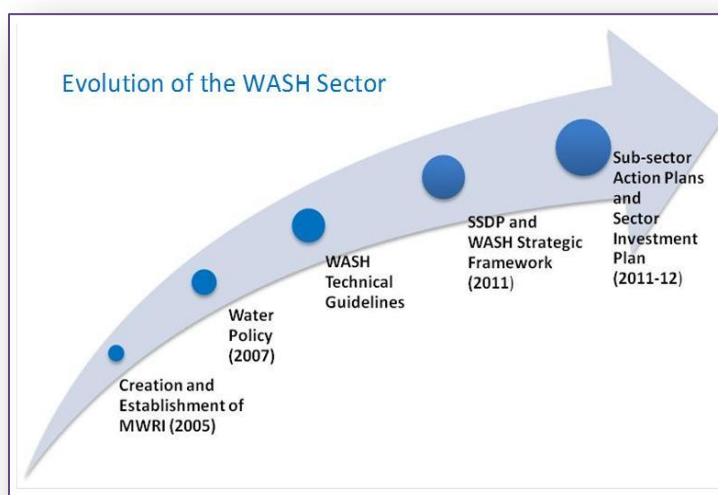 Evolution of the WASH Sector
Sub-sector
Action Plans
and
Sector
Investment
Plan
(2011-12)
SSDP and
WASH Strategic
Framework
(2011)
WASH
Technical
Guidelines
Water
Policy
(2007)
Creation and
Establishment of
MWRI (2005)